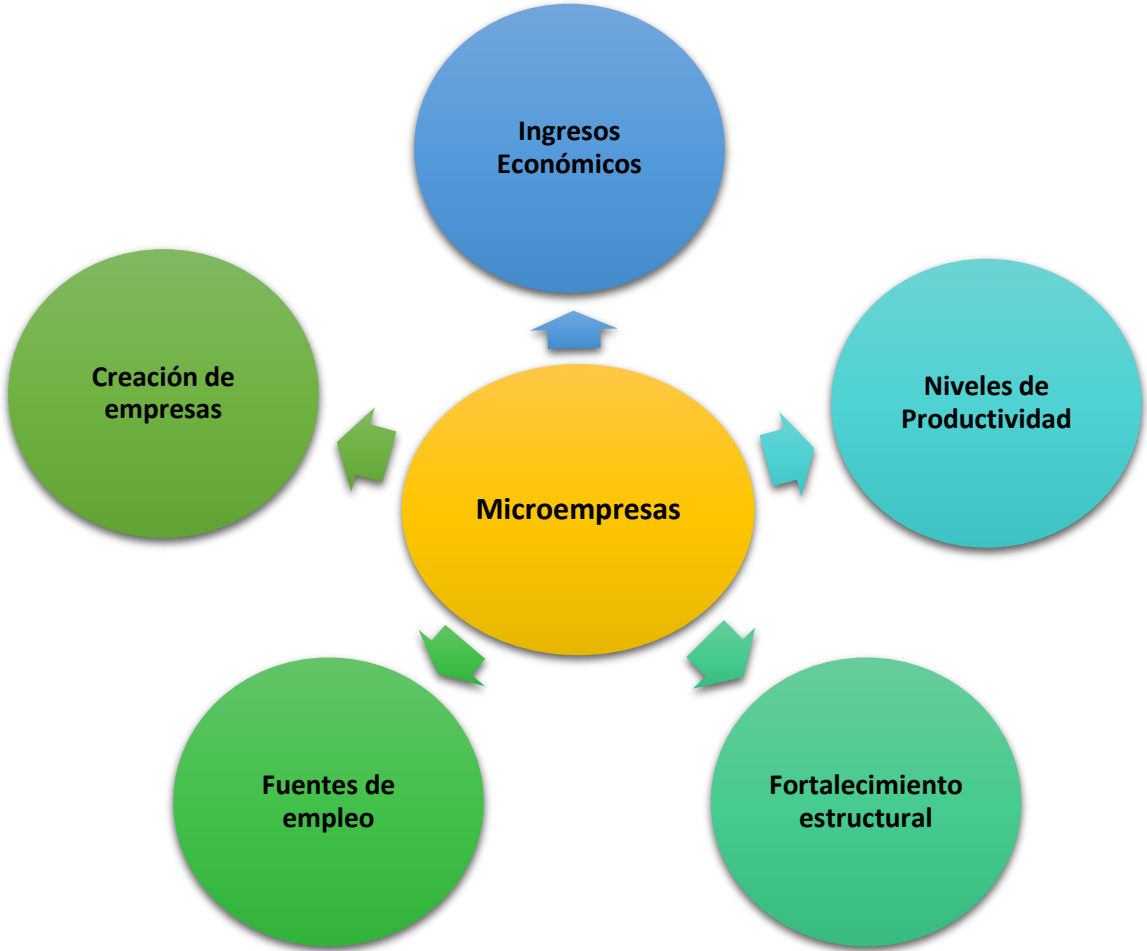 Ingresos
Económicos
Creación de
empresas
Niveles de
Productividad
Microempresas
Fuentes de
empleo
Fortalecimiento
estructural